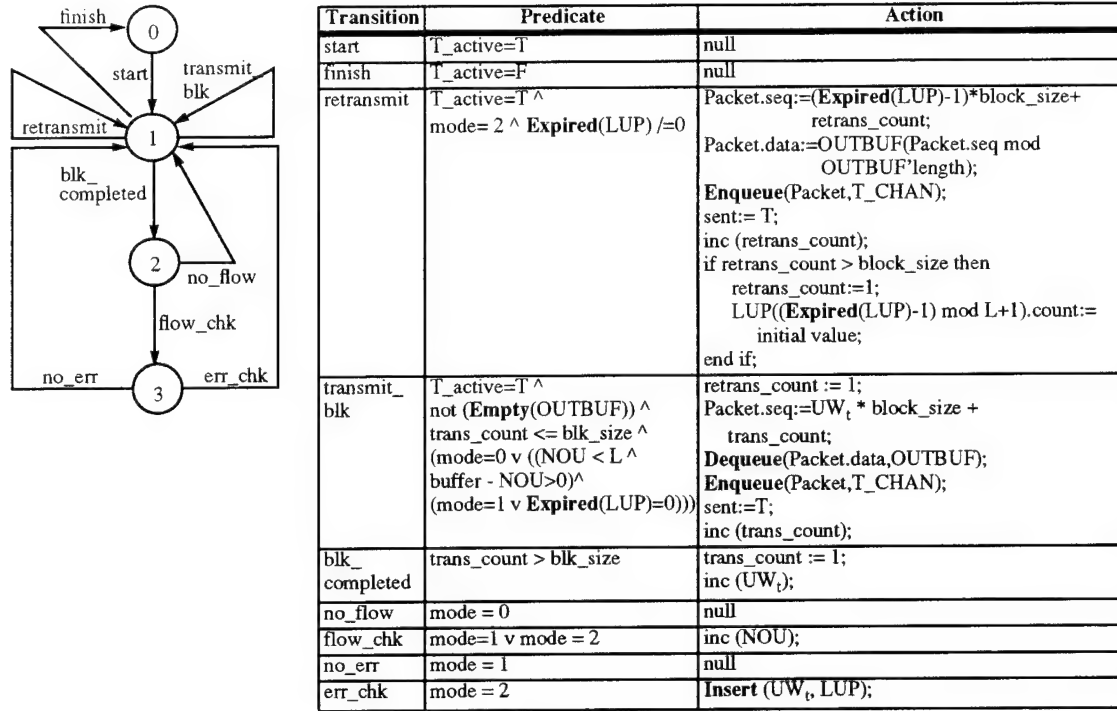 finish
0
start
transmit_
blk
retransmit
1
blk_
completed
2
no_flow
flow_chk
no_err
3
err_chk
Transition Predicate Action
start T_active=T null
finish T_active=F null
retransmit T_active=T ^ Packet.seq:=(Expired(LUP)-1)*block_size+
mode= 2 ^ Expired(LUP) /=0 retrans_count;
Packet.data:=OUTBUF(Packet.seq mod
OUTBUF'length);
Enqueue(Packet,T_CHAN);
sent:= T;
inc (retrans_count);
if retrans_count > block_size then
retrans_count:=1;
LUP((Expired(LUP)-1) mod L+1).count:=
initial value;
end if;
transmit_ T_active=T ^ retrans_count := 1;
blk not (Empty(OUTBUF)) ^ Packet.seq:=UWt * block_size +
trans_count <= blk_size ^ trans_count;
(mode=0 v ((NOU < L ^ Dequeue(Packet.data,OUTBUF);
buffer - NOU>0)^ Enqueue(Packet,T_CHAN);
(mode=1 v Expired(LUP)=0))) sent:=T;
inc (trans_count);
blk_ trans_count > blk_size trans_count := 1;
completed inc (UWt);
no_flow mode = 0 null
flow_chk mode=1 v mode = 2 inc (NOU);
no_err mode = 1 null
err_chk mode = 2 Insert (UWt, LUP);